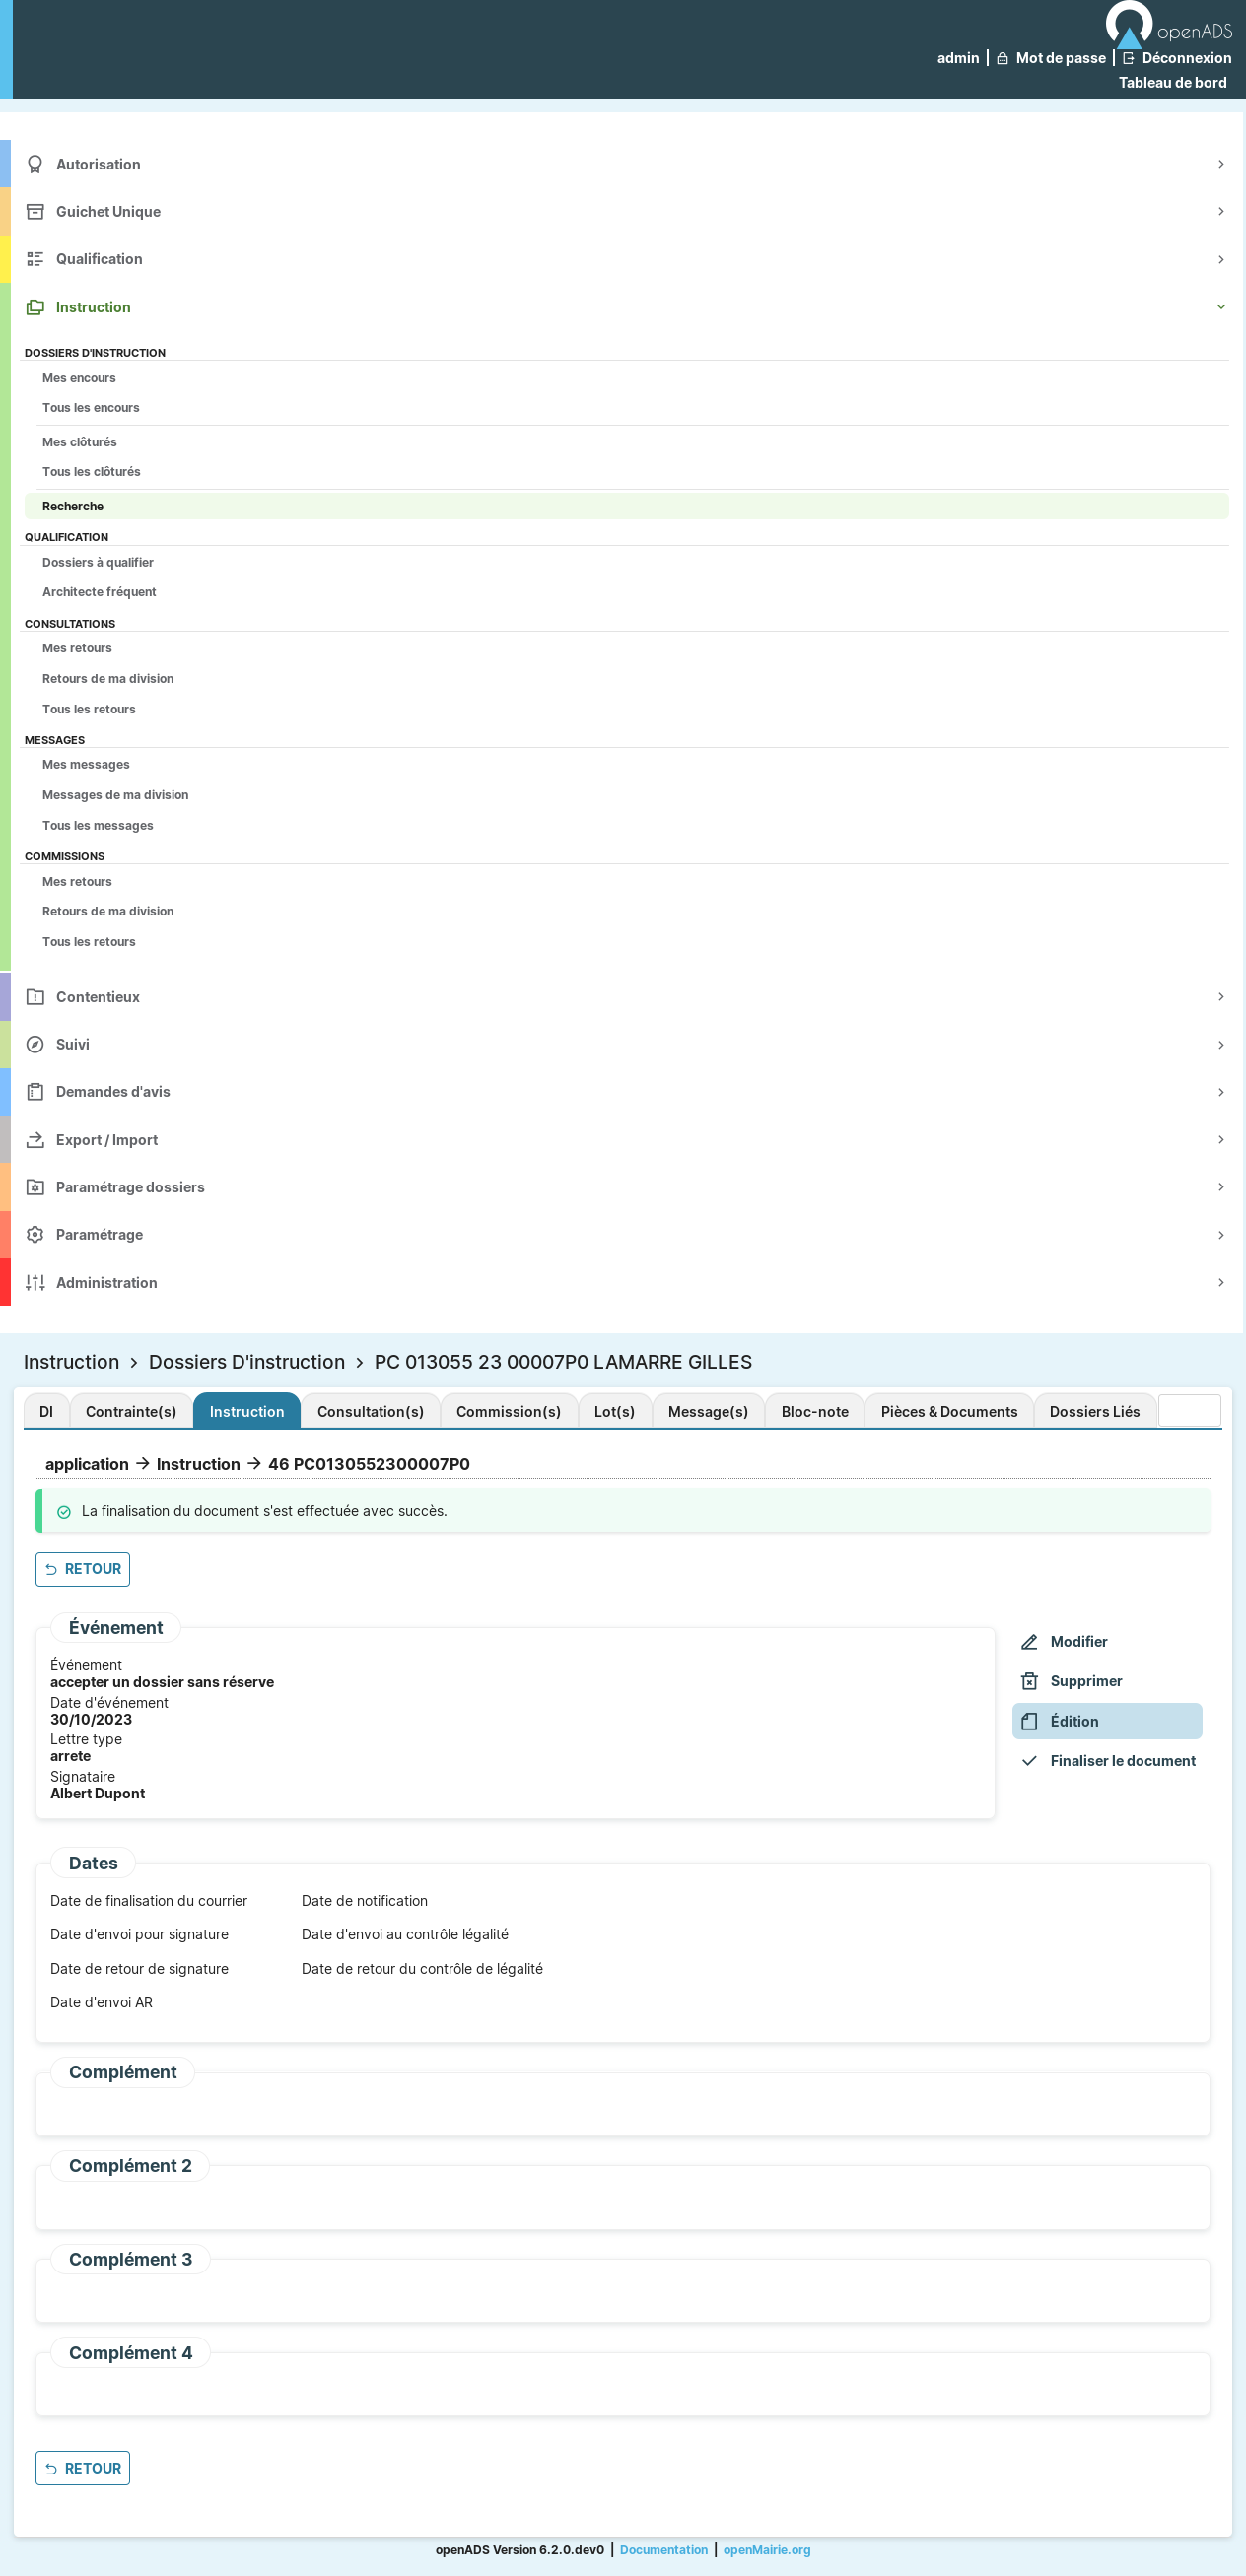 openADS
admin | Mot de passe | Déconnexion
Tableau de bord
Autorisation
Guichet Unique
Qualification
Instruction
DOSSIERS D'INSTRUCTION
Mes encours
Tous les encours
Mes clôturés
Tous les clôturés
Recherche
QUALIFICATION
Dossiers à qualifier
Architecte fréquent
CONSULTATIONS
Mes retours
Retours de ma division
Tous les retours
MESSAGES
Mes messages
Messages de ma division
Tous les messages
COMMISSIONS
Mes retours
Retours de ma division
Tous les retours
Contentieux
Suivi
Demandes d'avis
Export / Import
Paramétrage dossiers
Paramétrage
Administration
Instruction > Dossiers D'instruction > PC 013055 23 00007P0 LAMARRE GILLES
DI Contrainte(s) Instruction Consultation(s) Commission(s) Lot(s) Message(s) Bloc-note Pièces & Documents Dossiers Liés
application → Instruction → 46 PC0130552300007P0
La finalisation du document s'est effectuée avec succès.
RETOUR
Événement
Événement
accepter un dossier sans réserve
Date d'événement
30/10/2023
Lettre type
arrete
Signataire
Albert Dupont
Modifier
Supprimer
Édition
Finaliser le document
Dates
Date de finalisation du courrier Date de notification
Date d'envoi pour signature Date d'envoi au contrôle légalité
Date de retour de signature Date de retour du contrôle de légalité
Date d'envoi AR
Complément
Complément 2
Complément 3
Complément 4
RETOUR
openADS Version 6.2.0.dev0 | Documentation | openMairie.org